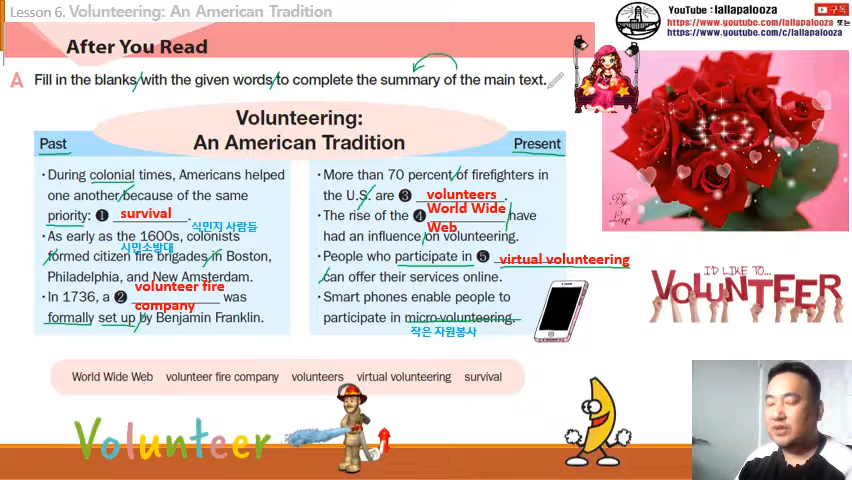 Lesson 6. Volunteering: An American Tradition
YouTube : lallapalooza
구독
https://www.youtube.com/lallapalooza 또는
https://www.youtube.com/c/lallapalooza
After You Read
A Fill in the blanks with the given words to complete the summary of the main text.
Volunteering:
An American Tradition
Past
· During colonial times, Americans helped
one another because of the same
priority: ❶ survival.
식민지 사람들
· As early as the 1600s, colonists
시민소방대
formed citizen fire brigades in Boston,
Philadelphia, and New Amsterdam.
· In 1736, a ❷ volunteer fire company was
formally set up by Benjamin Franklin.
Present
· More than 70 percent of firefighters in
the U.S. are ❸ volunteers.
· The rise of the ❹ World Wide Web have
had an influence on volunteering.
· People who participate in ❺ virtual volunteering
can offer their services online.
· Smart phones enable people to
participate in micro-volunteering.
작은 자원봉사
World Wide Web volunteer fire company volunteers virtual volunteering survival
By
I'D LIKE TO...
VOLUNTEER
Volunteer